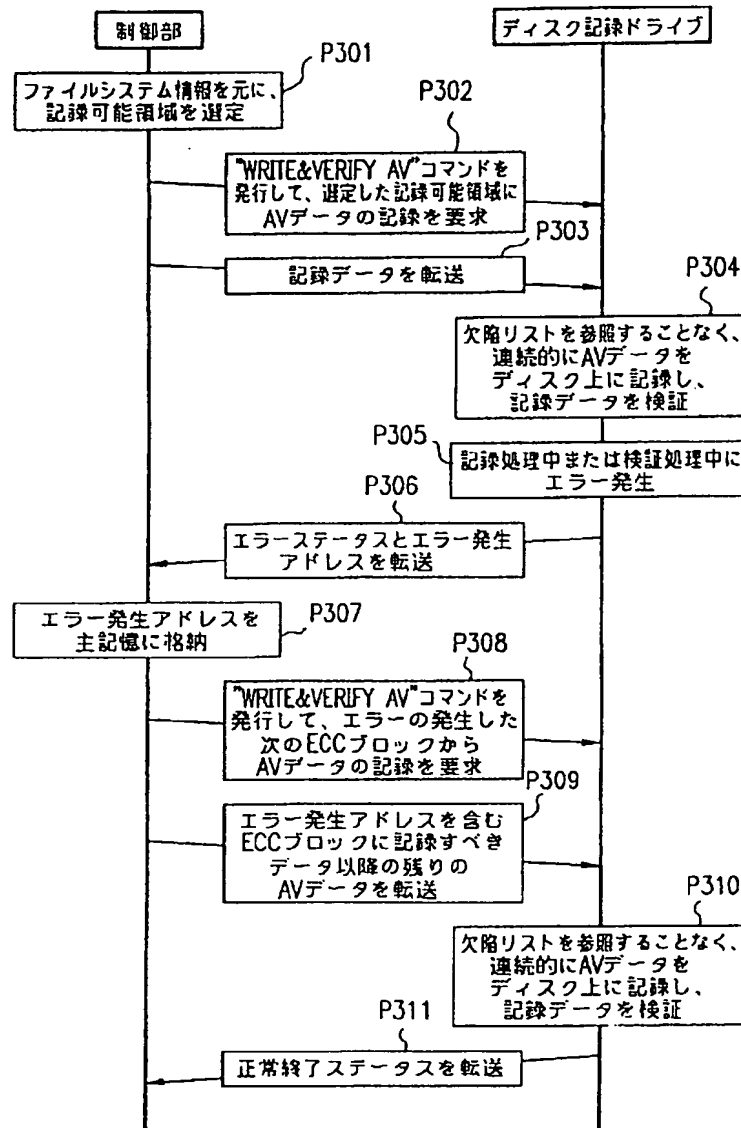 制御部
ディスク記録ドライブ
P301
ファイルシステム情報を元に、
記録可能領域を選定
P302
"WRITE&VERIFY AV"コマンドを
発行して、選定した記録可能領域に
AVデータの記録を要求
P303
記録データを転送
P304
欠陥リストを参照することなく、
連続的にAVデータを
ディスク上に記録し、
記録データを検証
P305
記録処理中または検証処理中に
エラー発生
P306
エラーステータスとエラー発生
アドレスを転送
P307
エラー発生アドレスを
主記憶に格納
P308
"WRITE&VERIFY AV"コマンドを
発行して、エラーの発生した
次のECCブロックから
AVデータの記録を要求
P309
エラー発生アドレスを含む
ECCブロックに記録すべき
データ以降の残りの
AVデータを転送
P310
欠陥リストを参照することなく、
連続的にAVデータを
ディスク上に記録し、
記録データを検証
P311
正常終了ステータスを転送